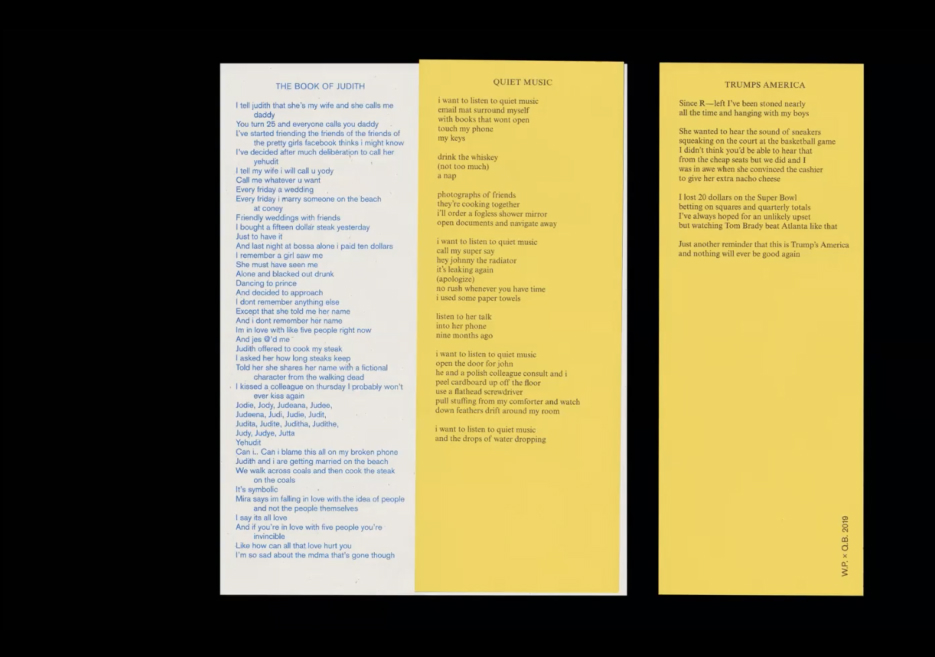 THE BOOK OF JUDITH
I tell judith that she's my wife and she calls me
daddy
You turn 25 and everyone calls you daddy
I've started friending the friends of the friends of
the pretty girls facebook thinks i might know
I've decided after much deliberation to call her
yehudit
I tell my wife i will call u yody
Call me whatever u want
Every friday a wedding
Every friday i marry someone on the beach
at coney
Friendly weddings with friends
I bought a fifteen dollar steak yesterday
Just to have it
And last night at bossa alone i paid ten dollars
I remember a girl saw me
She must have seen me
Alone and blacked out drunk
Dancing to prince
And decided to approach
I dont remember anything else
Except that she told me her name
And i dont remember her name
Im in love with like five people right now
And jes @'d me
Judith offered to cook my steak
I asked her how long steaks keep
Told her she shares her name with a fictional
character from the walking dead
I kissed a colleague on thursday I probably won't
ever kiss again
Jodie, Jody, Judeana, Judee,
Judeena, Judi, Judie, Judit,
Judita, Judite, Juditha, Judithe,
Judy, Judye, Jutta
Yehudit
Can i.. Can i blame this all on my broken phone
Judith and i are getting married on the beach
We walk across coals and then cook the steak
on the coals
It's symbolic
Mira says im falling in love with the idea of people
and not the people themselves
I say its all love
And if you're in love with five people you're
invincible
Like how can all that love hurt you
I'm so sad about the mdma that's gone though
QUIET MUSIC
i want to listen to quiet music
email mat surround myself
with books that wont open
touch my phone
my keys
drink the whiskey
(not too much)
a nap
photographs of friends
they're cooking together
i'll order a fogless shower mirror
open documents and navigate away
i want to listen to quiet music
call my super say
hey johnny the radiator
it's leaking again
(apologize)
no rush whenever you have time
i used some paper towels
listen to her talk
into her phone
nine months ago
i want to listen to quiet music
open the door for john
he and a polish colleague consult and i
peel cardboard up off the floor
use a flathead screwdriver
pull stuffing from my comforter and watch
down feathers drift around my room
i want to listen to quiet music
and the drops of water dropping
TRUMPS AMERICA
Since R—left I've been stoned nearly
all the time and hanging with my boys
She wanted to hear the sound of sneakers
squeaking on the court at the basketball game
I didn't think you'd be able to hear that
from the cheap seats but we did and I
was in awe when she convinced the cashier
to give her extra nacho cheese
I lost 20 dollars on the Super Bowl
betting on squares and quarterly totals
I've always hoped for an unlikely upset
but watching Tom Brady beat Atlanta like that
Just another reminder that this is Trump's America
and nothing will ever be good again
W.P. × Q.B. 2019